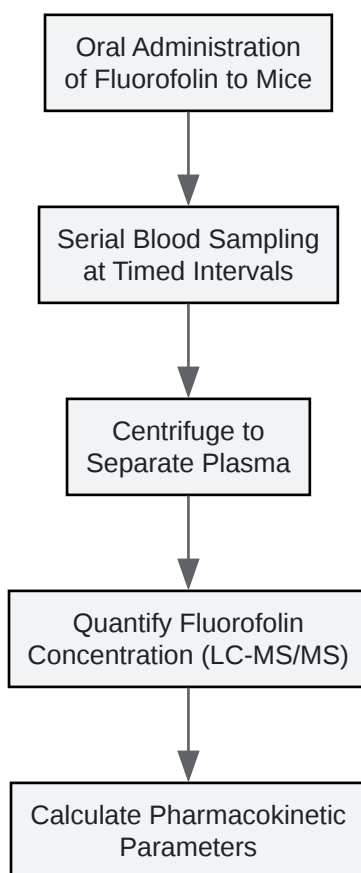 Oral Administration
of Fluorofolin to Mice
Serial Blood Sampling
at Timed Intervals
Centrifuge to
Separate Plasma
Quantify Fluorofolin
Concentration (LC-MS/MS)
Calculate Pharmacokinetic
Parameters